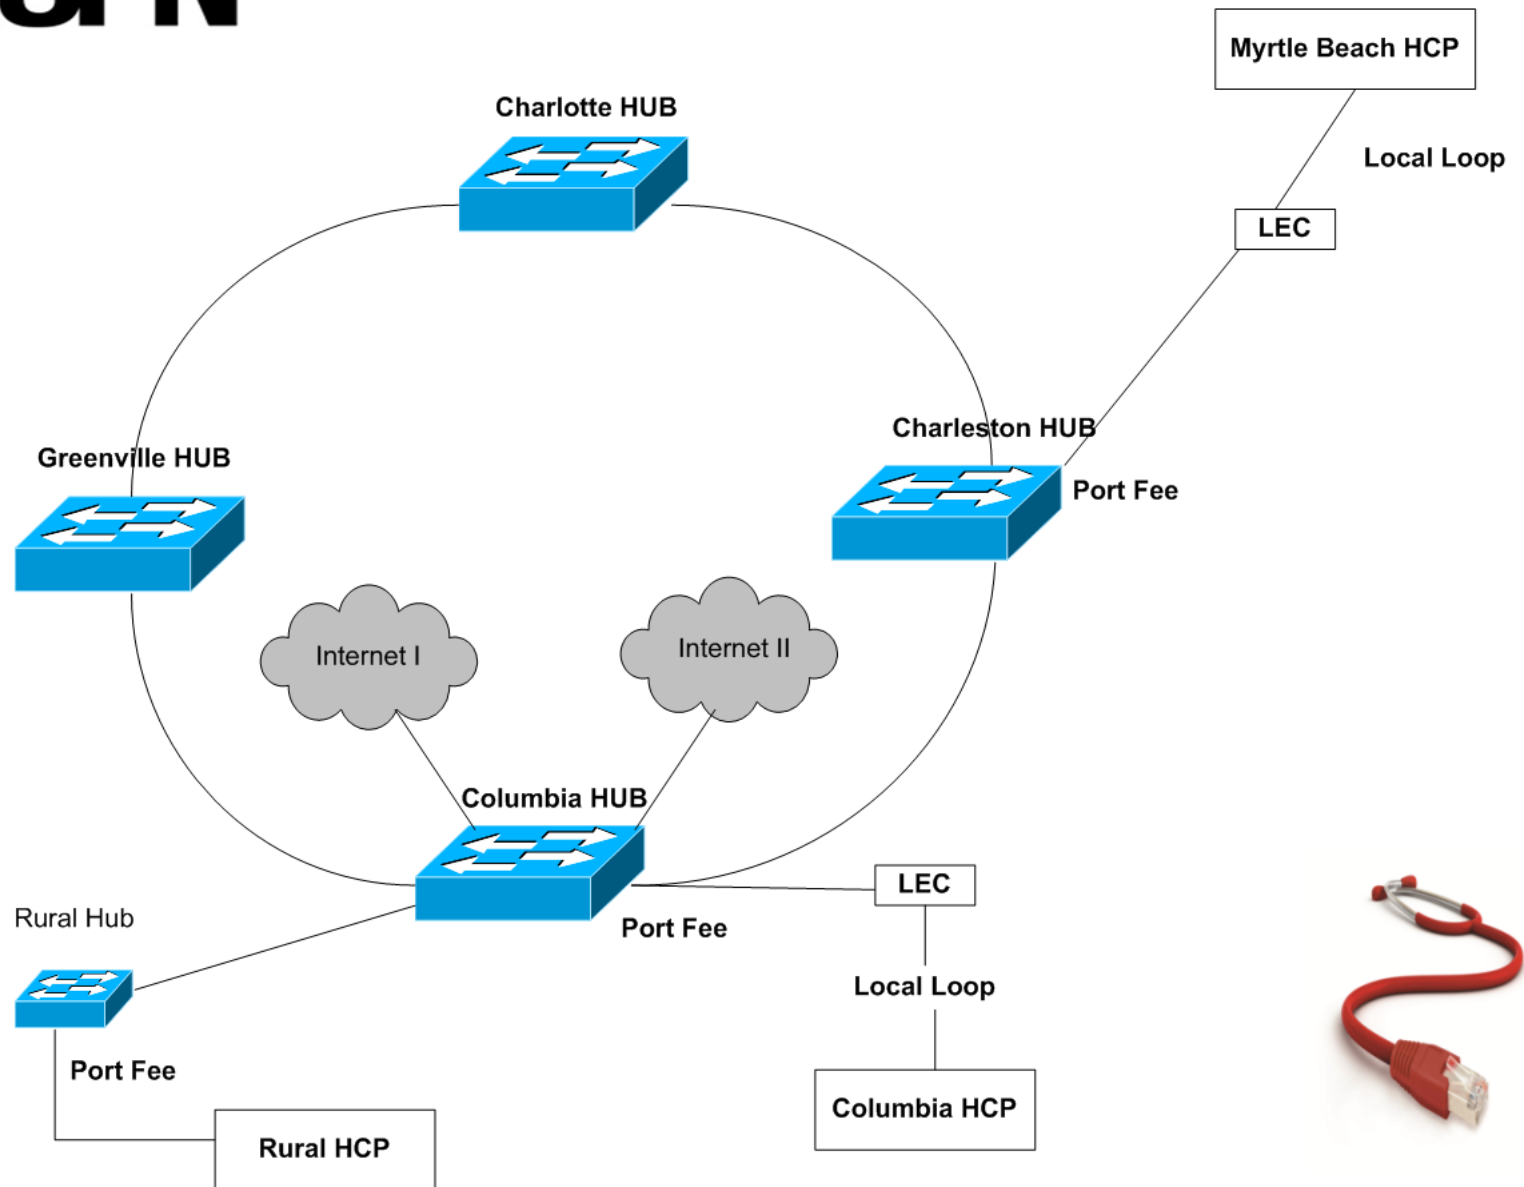 Myrtle Beach HCP
Charlotte HUB
Local Loop
LEC
Charleston HUB
Greenville HUB
Port Fee
Internet I
Internet II
Columbia HUB
LEC
Rural Hub
Port Fee
Local Loop
Port Fee
Columbia HCP
Rural HCP